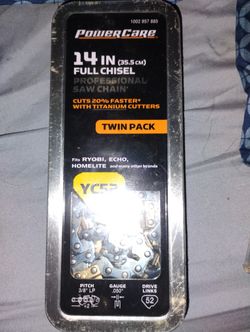 1002 857 885
POWERCARE
14 IN (35.5 CM)
FULL CHISEL
PROFESSIONAL
SAW CHAIN
CUTS 20% FASTER*
WITH TITANIUM CUTTERS
TWIN PACK
Fits RYOBI, ECHO,
HOMELITE and many other brands
YC52
PITCH
3/8" LP
GAUGE
.050"
DRIVE
LINKS
52